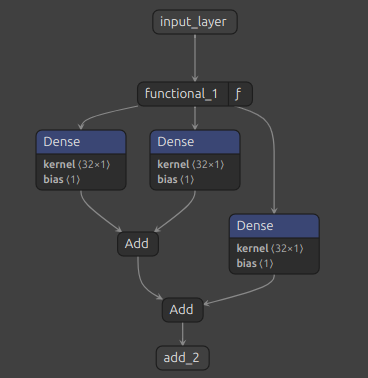 input_layer
functional_1 ƒ
Dense
kernel ⟨32×1⟩
bias ⟨1⟩
Dense
kernel ⟨32×1⟩
bias ⟨1⟩
Dense
kernel ⟨32×1⟩
bias ⟨1⟩
Add
Add
add_2